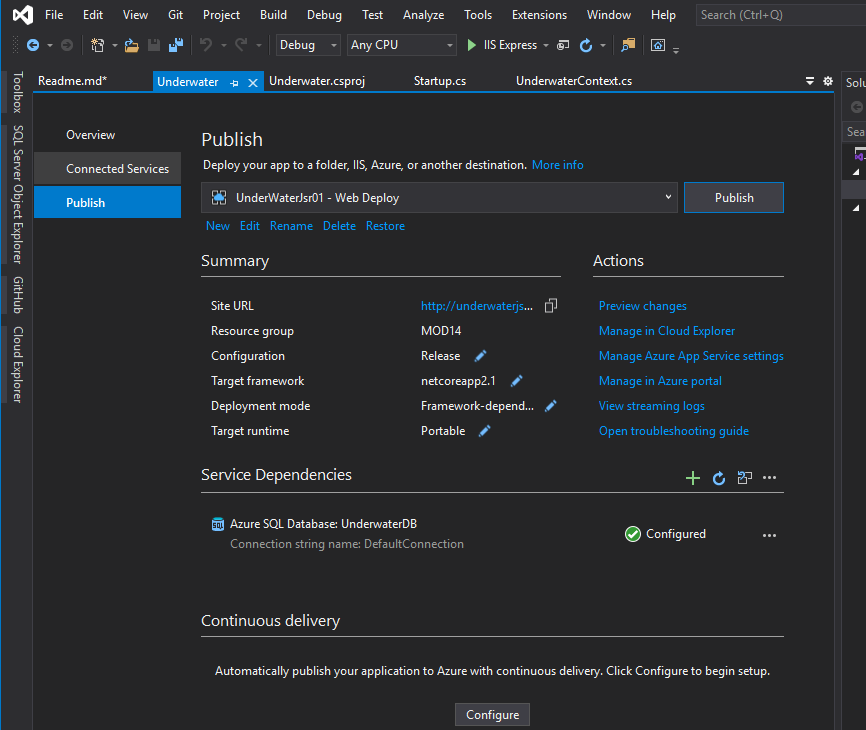 File Edit View Git Project Build Debug Test Analyze Tools Extensions Window Help Search (Ctrl+Q)
Debug Any CPU IIS Express
Readme.md* Underwater Underwater.csproj Startup.cs UnderwaterContext.cs
Toolbox
SQL Server Object Explorer
GitHub
Cloud Explorer
Overview
Connected Services
Publish
Publish
Deploy your app to a folder, IIS, Azure, or another destination. More info
UnderWaterJsr01 - Web Deploy Publish
New Edit Rename Delete Restore
Summary
Site URL http://underwaterjs...
Resource group MOD14
Configuration Release
Target framework netcoreapp2.1
Deployment mode Framework-depend...
Target runtime Portable
Actions
Preview changes
Manage in Cloud Explorer
Manage Azure App Service settings
Manage in Azure portal
View streaming logs
Open troubleshooting guide
Service Dependencies
SQL
Azure SQL Database: UnderwaterDB
Connection string name: DefaultConnection
Configured
Continuous delivery
Automatically publish your application to Azure with continuous delivery. Click Configure to begin setup.
Configure
Solu
Sea